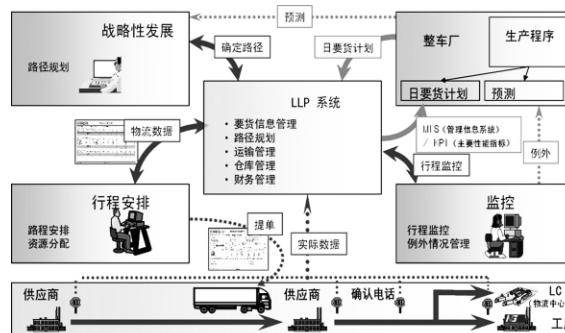 战略性发展
路径规划
预测
确定路径
日要货计划
整车厂
生产程序
日要货计划
预测
LLP 系统
• 要货信息管理
• 路径规划
• 运输管理
• 仓库管理
• 财务管理
物流数据
MIS（管理信息系统）
/ KPI（主要性能指标）
例外
行程监控
行程安排
路程安排
资源分配
提单
实际数据
监控
行程监控
例外情况管理
供应商
供应商
确认电话
LC
（物流中心
工